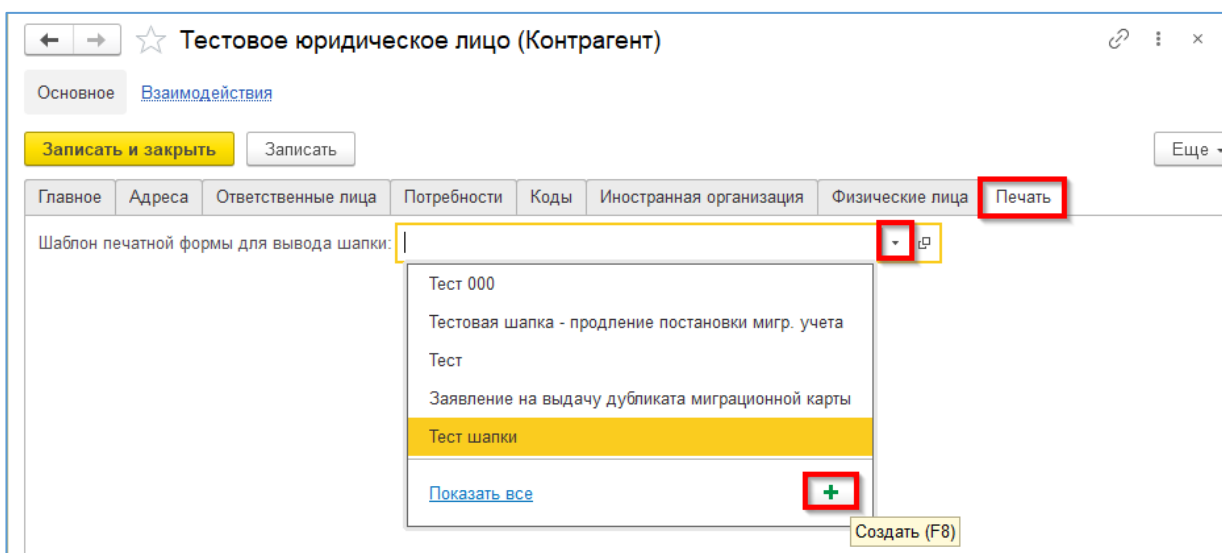 Тестовое юридическое лицо (Контрагент)
Основное Взаимодействия
Записать и закрыть Записать Еще
Главное Адреса Ответственные лица Потребности Коды Иностранная организация Физические лица Печать
Шаблон печатной формы для вывода шапки:
Тест 000
Тестовая шапка - продление постановки мигр. учета
Тест
Заявление на выдачу дубликата миграционной карты
Тест шапки
Показать все
Создать (F8)